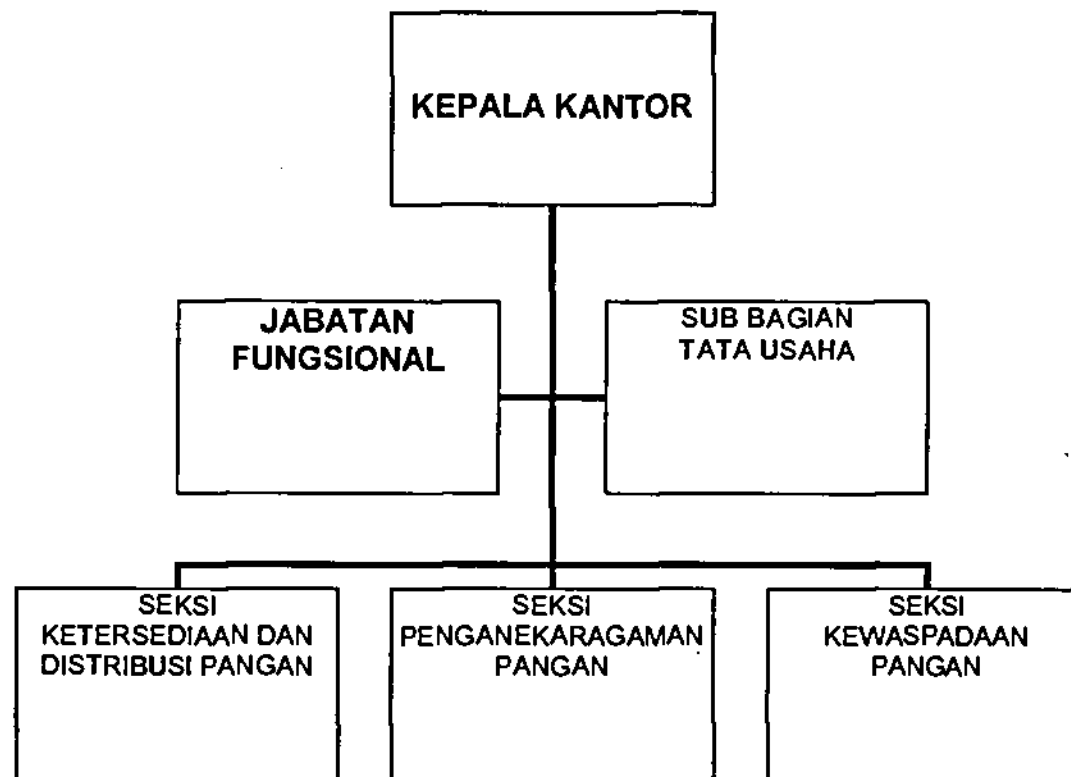 KEPALA KANTOR
JABATAN
FUNGSIONAL
SUB BAGIAN
TATA USAHA
SEKSI
KETERSEDIAAN DAN
DISTRIBUSI PANGAN
SEKSI
PENGANEKARAGAMAN
PANGAN
SEKSI
KEWASPADAAN
PANGAN